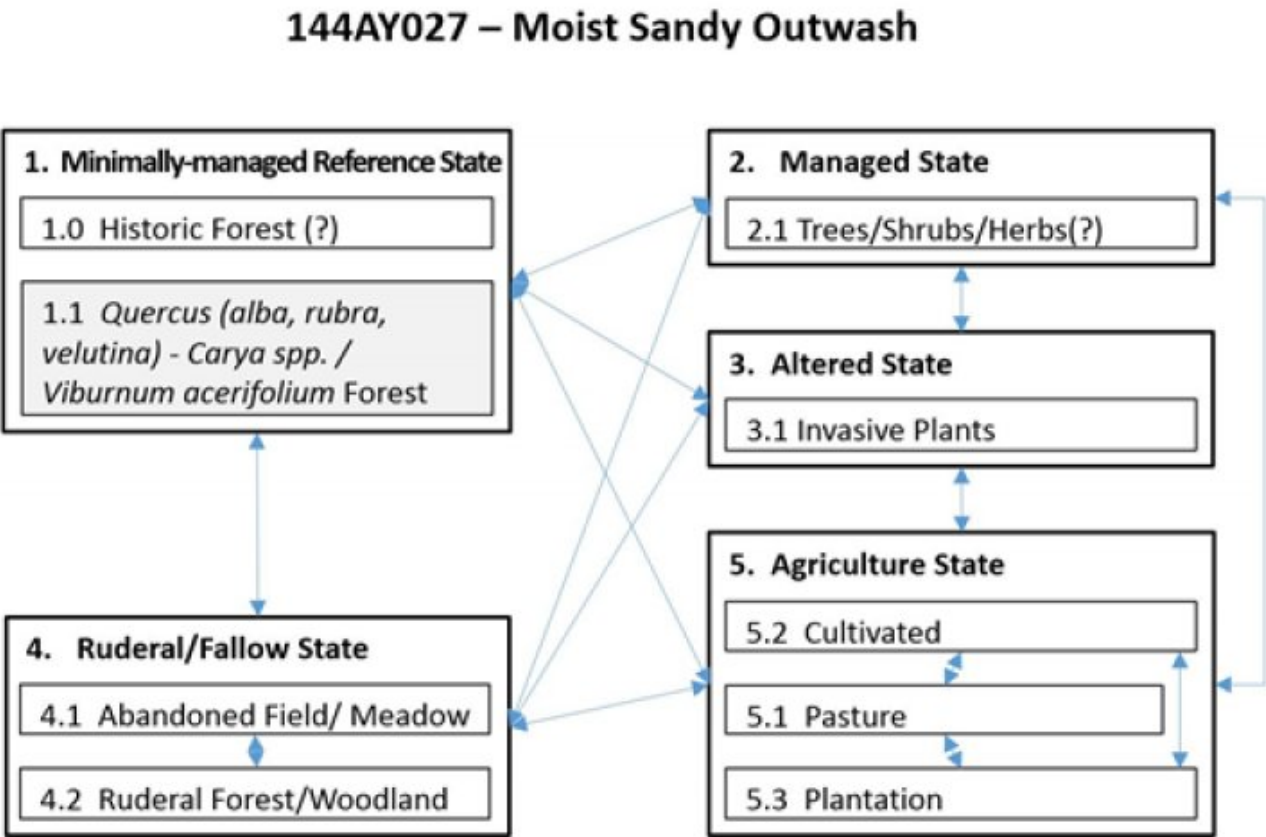 144AY027 – Moist Sandy Outwash
1. Minimally-managed Reference State
1.0 Historic Forest (?)
1.1 Quercus (alba, rubra,
velutina) - Carya spp. /
Viburnum acerifolium Forest
2. Managed State
2.1 Trees/Shrubs/Herbs(?)
3. Altered State
3.1 Invasive Plants
4. Ruderal/Fallow State
4.1 Abandoned Field/ Meadow
4.2 Ruderal Forest/Woodland
5. Agriculture State
5.2 Cultivated
5.1 Pasture
5.3 Plantation